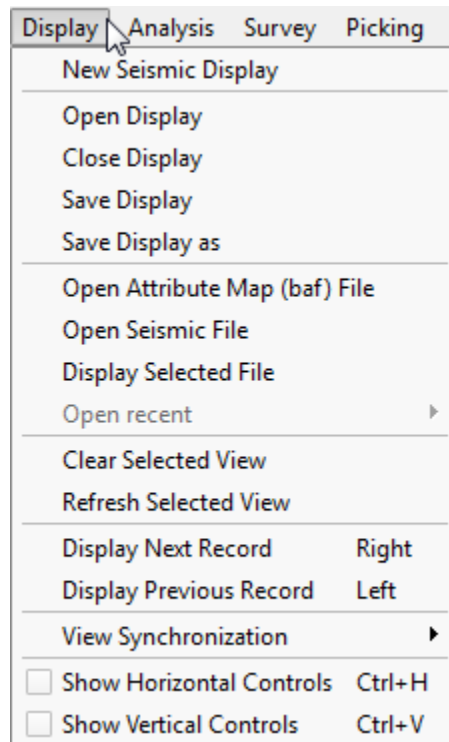 Display Analysis Survey Picking
New Seismic Display
Open Display
Close Display
Save Display
Save Display as
Open Attribute Map (baf) File
Open Seismic File
Display Selected File
Open recent
Clear Selected View
Refresh Selected View
Display Next Record Right
Display Previous Record Left
View Synchronization
Show Horizontal Controls Ctrl+H
Show Vertical Controls Ctrl+V